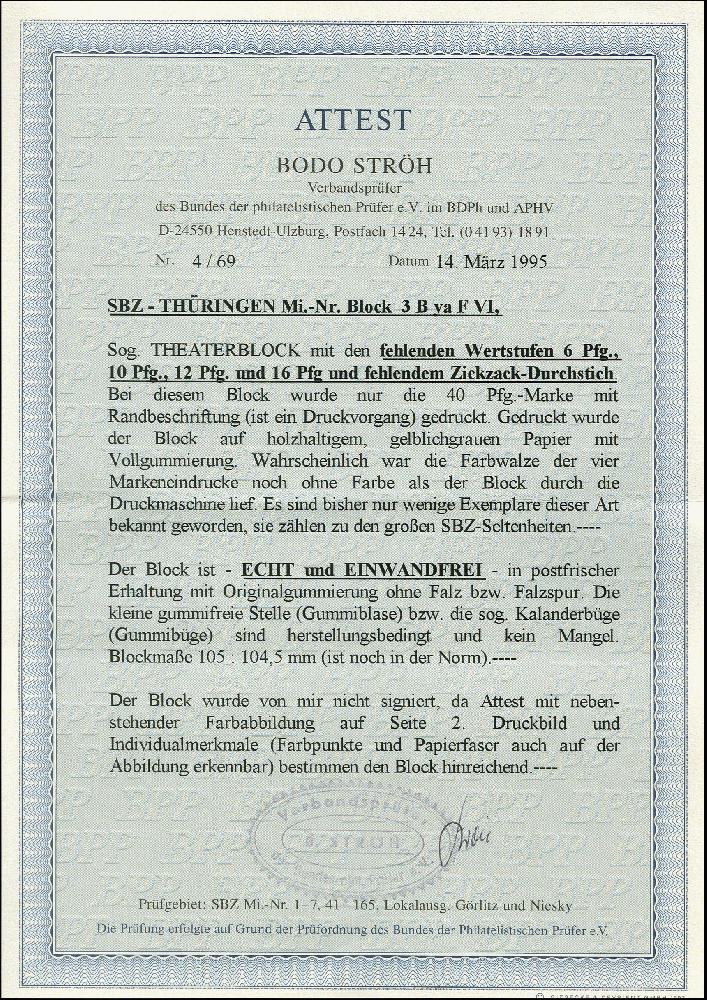 ATTEST
BODO STRÖH
Verbandsprüfer
des Bundes der philatelistischen Prüfer e.V. im BDPh und APHV
D-24550 Henstedt-Ulzburg, Postfach 14 24, Tel. (0 41 93) 18 91
Nr. 4 / 69 Datum 14. März 1995
SBZ - THÜRINGEN Mi.-Nr. Block 3 B ya F VI,
Sog. THEATERBLOCK mit den fehlenden Wertstufen 6 Pfg.,
10 Pfg., 12 Pfg. und 16 Pfg und fehlendem Zickzack-Durchstich.
Bei diesem Block wurde nur die 40 Pfg.-Marke mit
Randbeschriftung (ist ein Druckvorgang) gedruckt. Gedruckt wurde
der Block auf holzhaltigem, gelblichgrauen Papier mit
Vollgummierung. Wahrscheinlich war die Farbwalze der vier
Markeneindrucke noch ohne Farbe als der Block durch die
Druckmaschine lief. Es sind bisher nur wenige Exemplare dieser Art
bekannt geworden, sie zählen zu den großen SBZ-Seltenheiten.----
Der Block ist - ECHT und EINWANDFREI - in postfrischer
Erhaltung mit Originalgummierung ohne Falz bzw. Falzspur. Die
kleine gummifreie Stelle (Gummiblase) bzw. die sog. Kalanderbüge
(Gummibüge) sind herstellungsbedingt und kein Mangel.
Blockmaße 105 : 104,5 mm (ist noch in der Norm).----
Der Block wurde von mir nicht signiert, da Attest mit neben-
stehender Farbabbildung auf Seite 2. Druckbild und
Individualmerkmale (Farbpunkte und Papierfaser auch auf der
Abbildung erkennbar) bestimmen den Block hinreichend.----
Verbandsprüfer
B. STRÖH
Prüfgebiet: SBZ Mi.-Nr. 1 - 7, 41 - 165, Lokalausg. Görlitz und Niesky
Die Prüfung erfolgte auf Grund der Prüfordnung des Bundes der Philatelistischen Prüfer e.V.